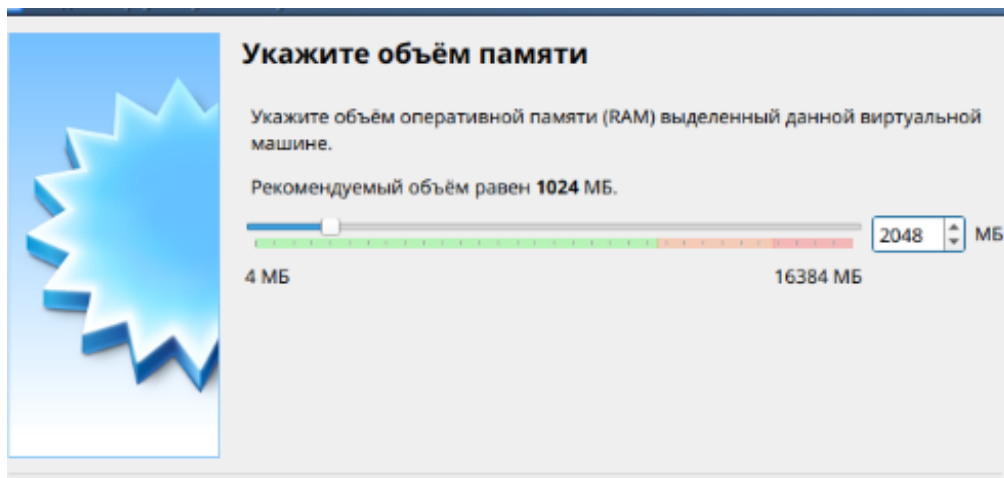 Укажите объём памяти
Укажите объём оперативной памяти (RAM) выделенный данной виртуальной
машине.
Рекомендуемый объём равен 1024 МБ.
2048 МБ
4 МБ 16384 МБ